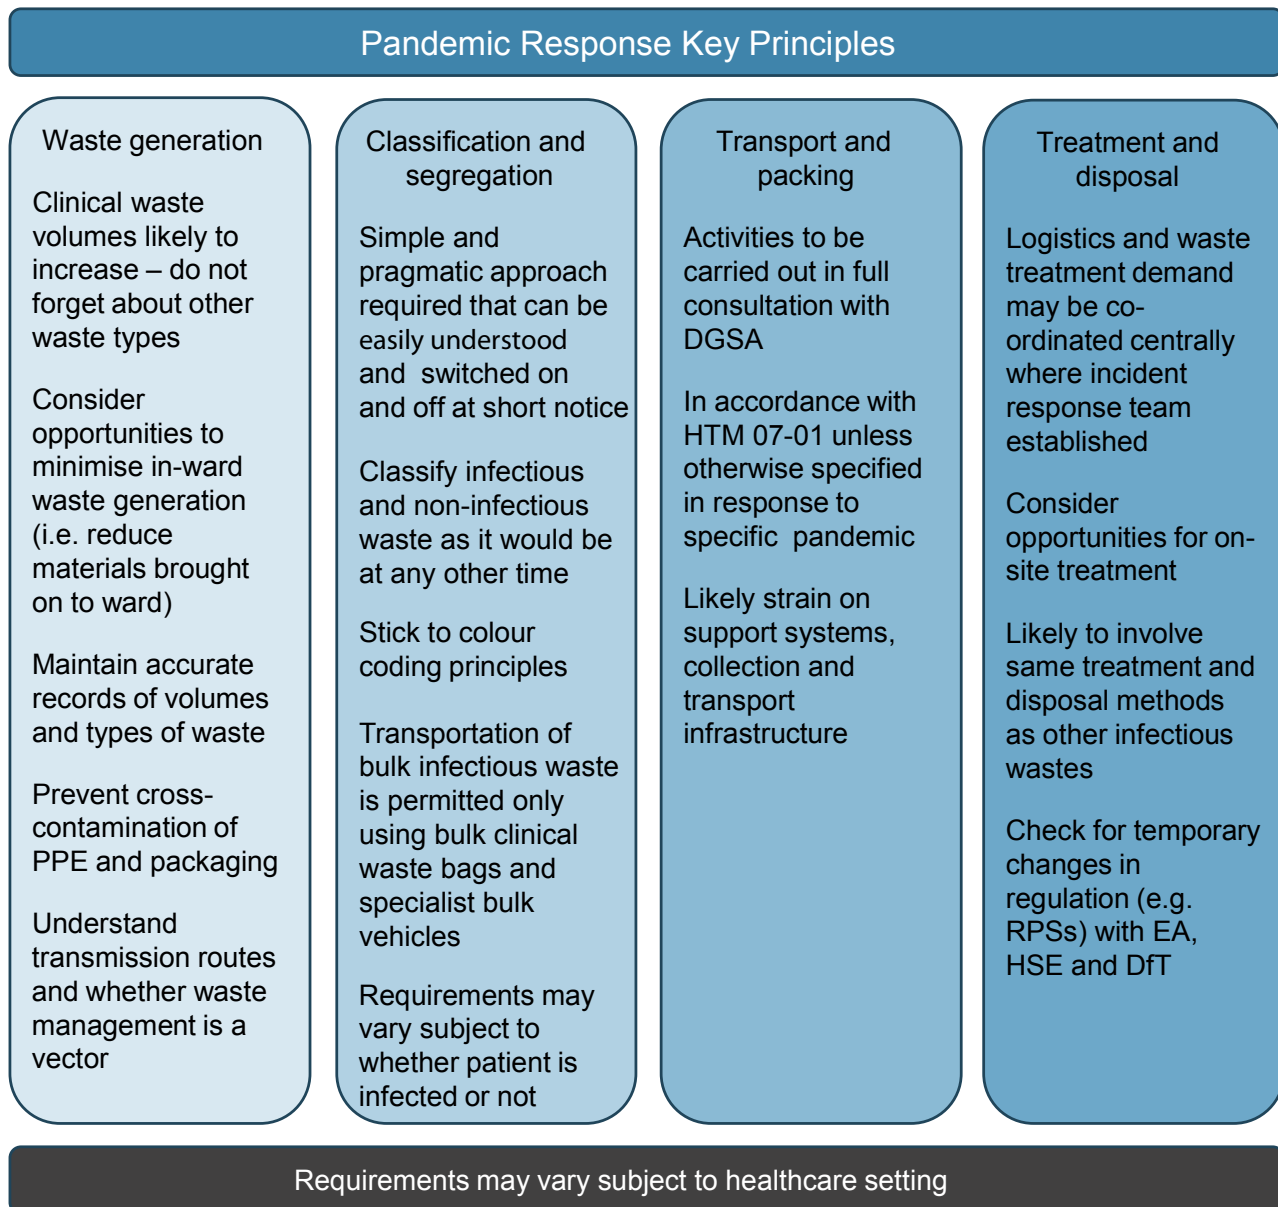 Pandemic Response Key Principles
Waste generation
Clinical waste
volumes likely to
increase – do not
forget about other
waste types
Consider
opportunities to
minimise in-ward
waste generation
(i.e. reduce
materials brought
on to ward)
Maintain accurate
records of volumes
and types of waste
Prevent cross-
contamination of
PPE and packaging
Understand
transmission routes
and whether waste
management is a
vector
Classification and
segregation
Simple and
pragmatic approach
required that can be
easily understood
and switched on
and off at short notice
Classify infectious
and non-infectious
waste as it would be
at any other time
Stick to colour
coding principles
Transportation of
bulk infectious waste
is permitted only
using bulk clinical
waste bags and
specialist bulk
vehicles
Requirements may
vary subject to
whether patient is
infected or not
Transport and
packing
Activities to be
carried out in full
consultation with
DGSA
In accordance with
HTM 07-01 unless
otherwise specified
in response to
specific pandemic
Likely strain on
support systems,
collection and
transport
infrastructure
Treatment and
disposal
Logistics and waste
treatment demand
may be co-
ordinated centrally
where incident
response team
established
Consider
opportunities for on-
site treatment
Likely to involve
same treatment and
disposal methods
as other infectious
wastes
Check for temporary
changes in
regulation (e.g.
RPSs) with EA,
HSE and DfT
Requirements may vary subject to healthcare setting